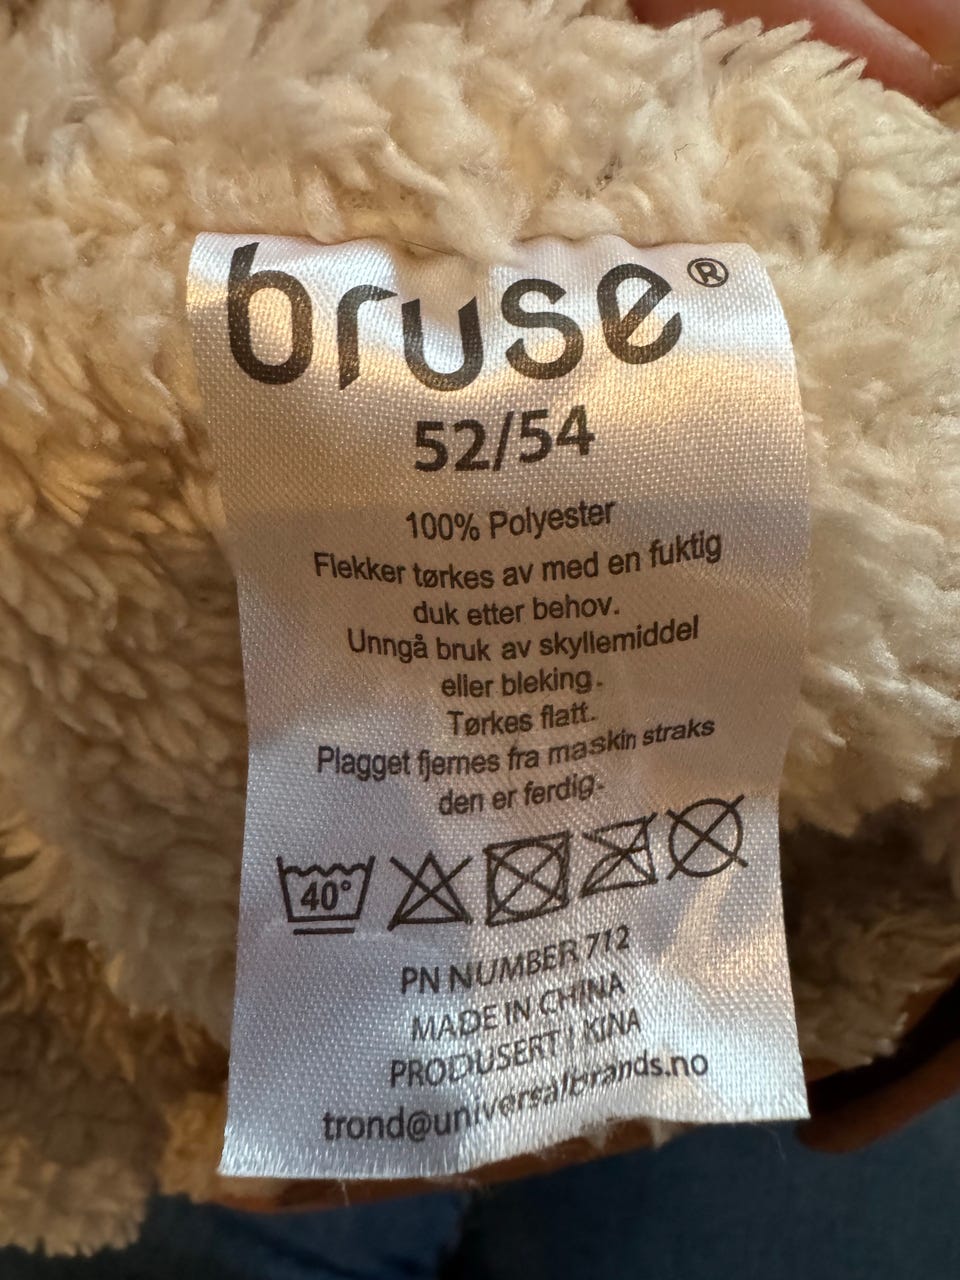 bruse®
52/54
100% Polyester
Flekker tørkes av med en fuktig
duk etter behov.
Unngå bruk av skyllemiddel
eller bleking.
Tørkes flatt.
Plagget fjernes fra maskin straks
den er ferdig.
40°
PN NUMBER 712
MADE IN CHINA
PRODUSERT I KINA
trond@universalbrands.no